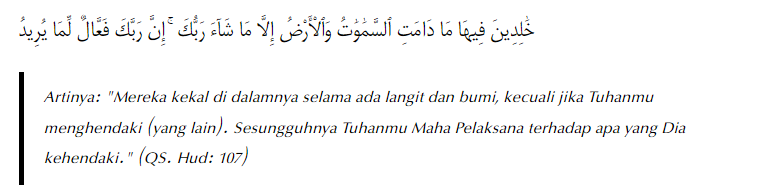 خَٰلِدِينَ فِيهَا مَا دَامَتِ ٱلسَّمَٰوَٰتُ وَٱلْأَرْضُ إِلَّا مَا شَآءَ رَبُّكَ ۚ إِنَّ رَبَّكَ فَعَّالٌ لِّمَا يُرِيدُ
Artinya: "Mereka kekal di dalamnya selama ada langit dan bumi, kecuali jika Tuhanmu
menghendaki (yang lain). Sesungguhnya Tuhanmu Maha Pelaksana terhadap apa yang Dia
kehendaki." (QS. Hud: 107)